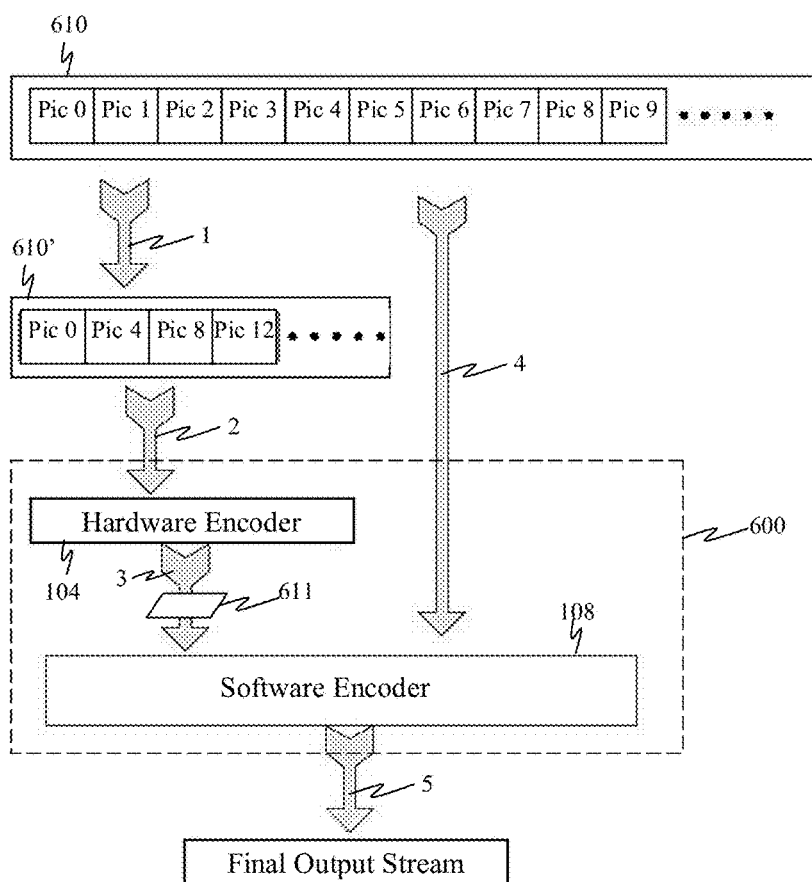 610
Pic 0 Pic 1 Pic 2 Pic 3 Pic 4 Pic 5 Pic 6 Pic 7 Pic 8 Pic 9
1
610’
Pic 0 Pic 4 Pic 8 Pic 12
4
2
Hardware Encoder
600
104
3
611
108
Software Encoder
5
Final Output Stream